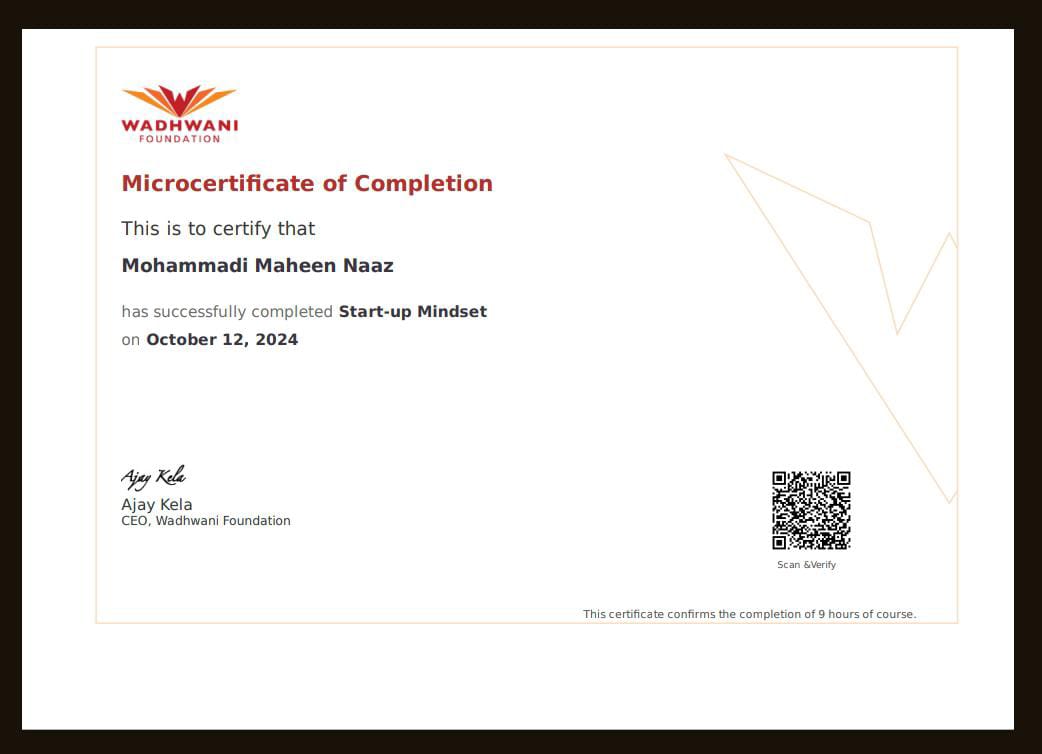 WADHWANI
FOUNDATION
Microcertificate of Completion
This is to certify that
Mohammadi Maheen Naaz
has successfully completed Start-up Mindset
on October 12, 2024
Ajay Kela
Ajay Kela
CEO, Wadhwani Foundation
Scan &Verify
This certificate confirms the completion of 9 hours of course.